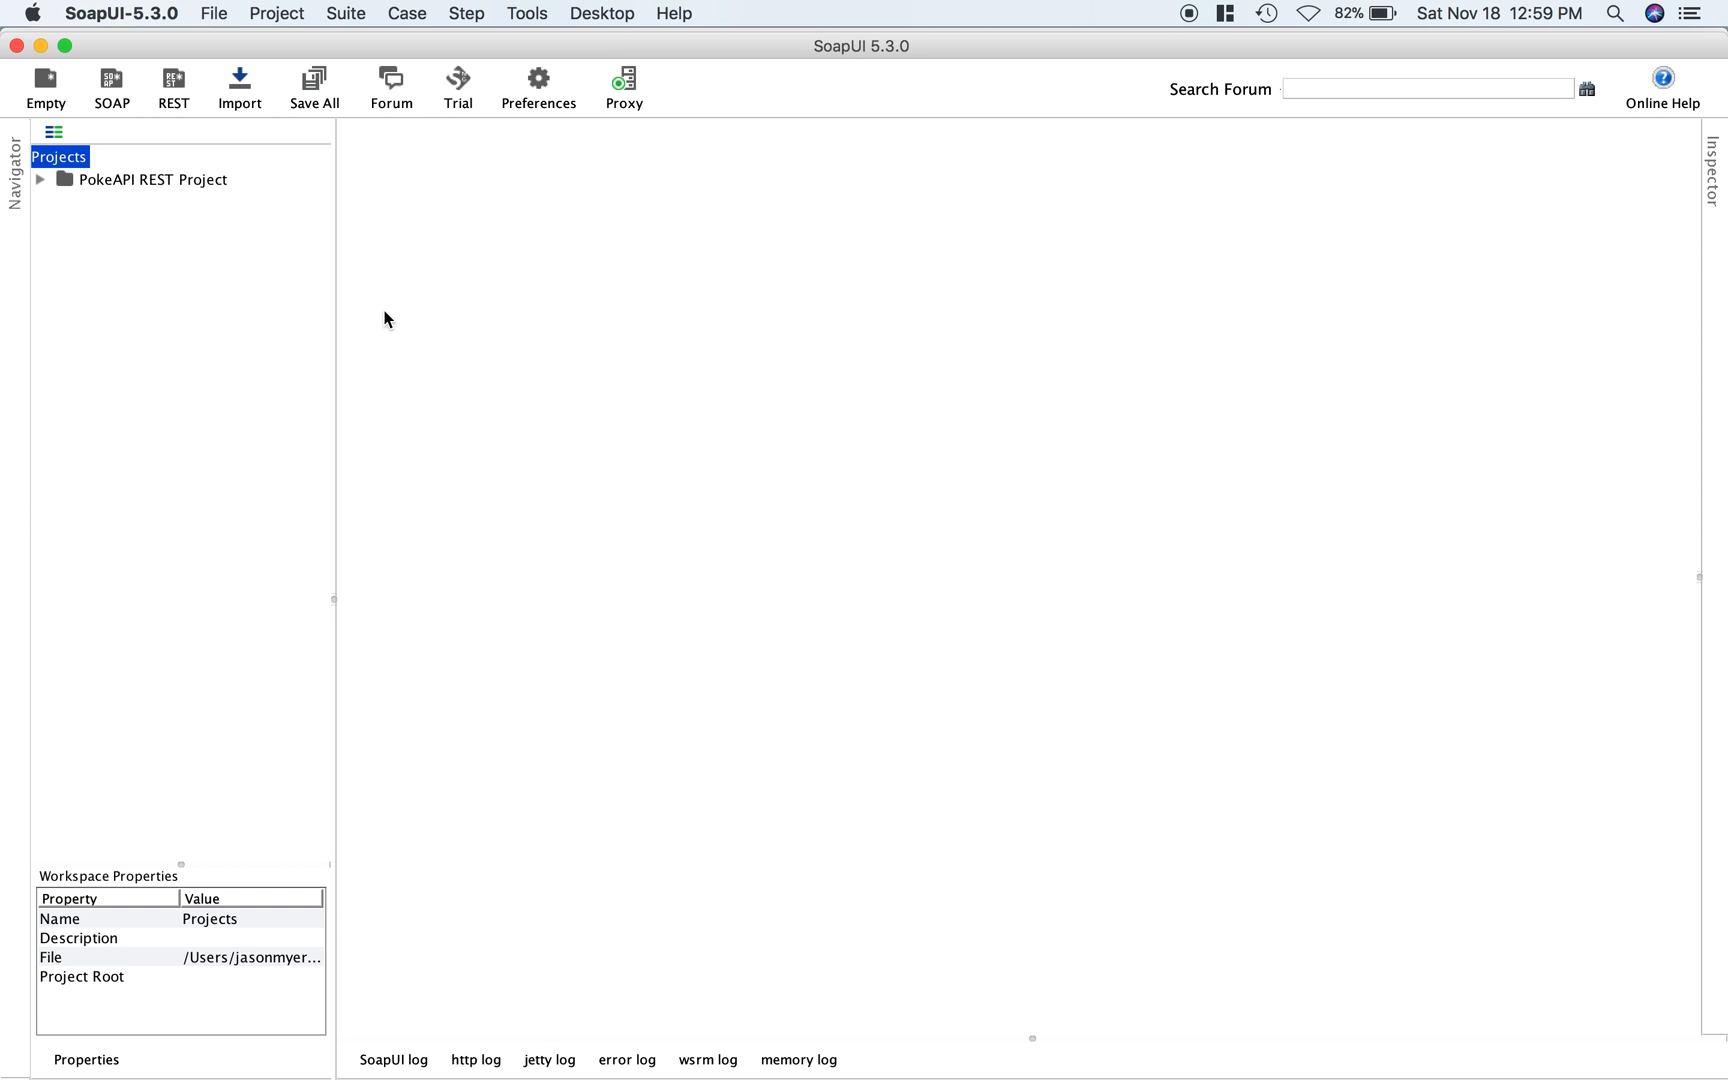 SoapUI-5.3.0 File Project Suite Case Step Tools Desktop Help 82% Sat Nov 18 12:59 PM
SoapUI 5.3.0
Empty SOAP REST Import Save All Forum Trial Preferences Proxy Search Forum Online Help
Navigator
Inspector
Projects
PokeAPI REST Project
Workspace Properties
Property Value
Name Projects
Description
File /Users/jasonmyer...
Project Root
Properties SoapUI log http log jetty log error log wsrm log memory log